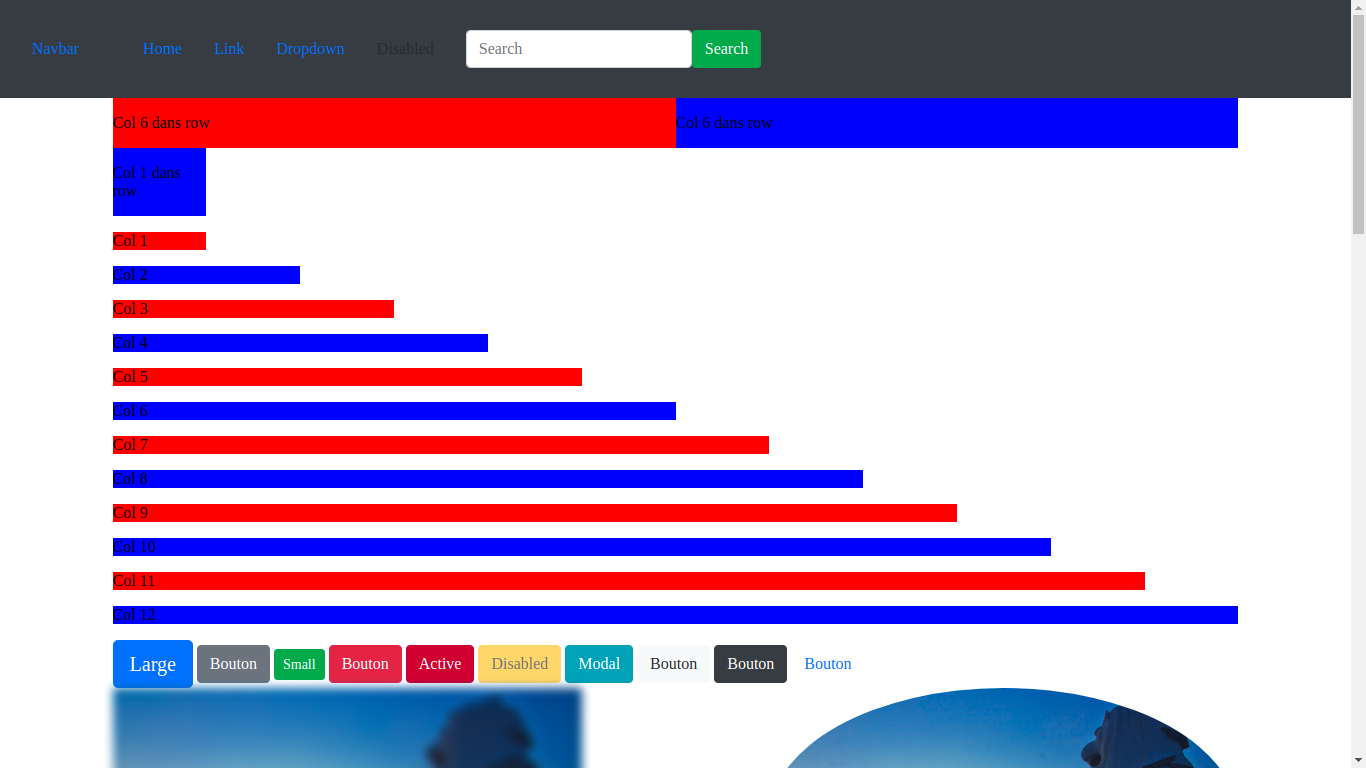 Navbar Home Link Dropdown Disabled Search Search
Col 6 dans row Col 6 dans row
Col 1 dans
row
Col 1
Col 2
Col 3
Col 4
Col 5
Col 6
Col 7
Col 8
Col 9
Col 10
Col 11
Col 12
Large Bouton Small Bouton Active Disabled Modal Bouton Bouton Bouton